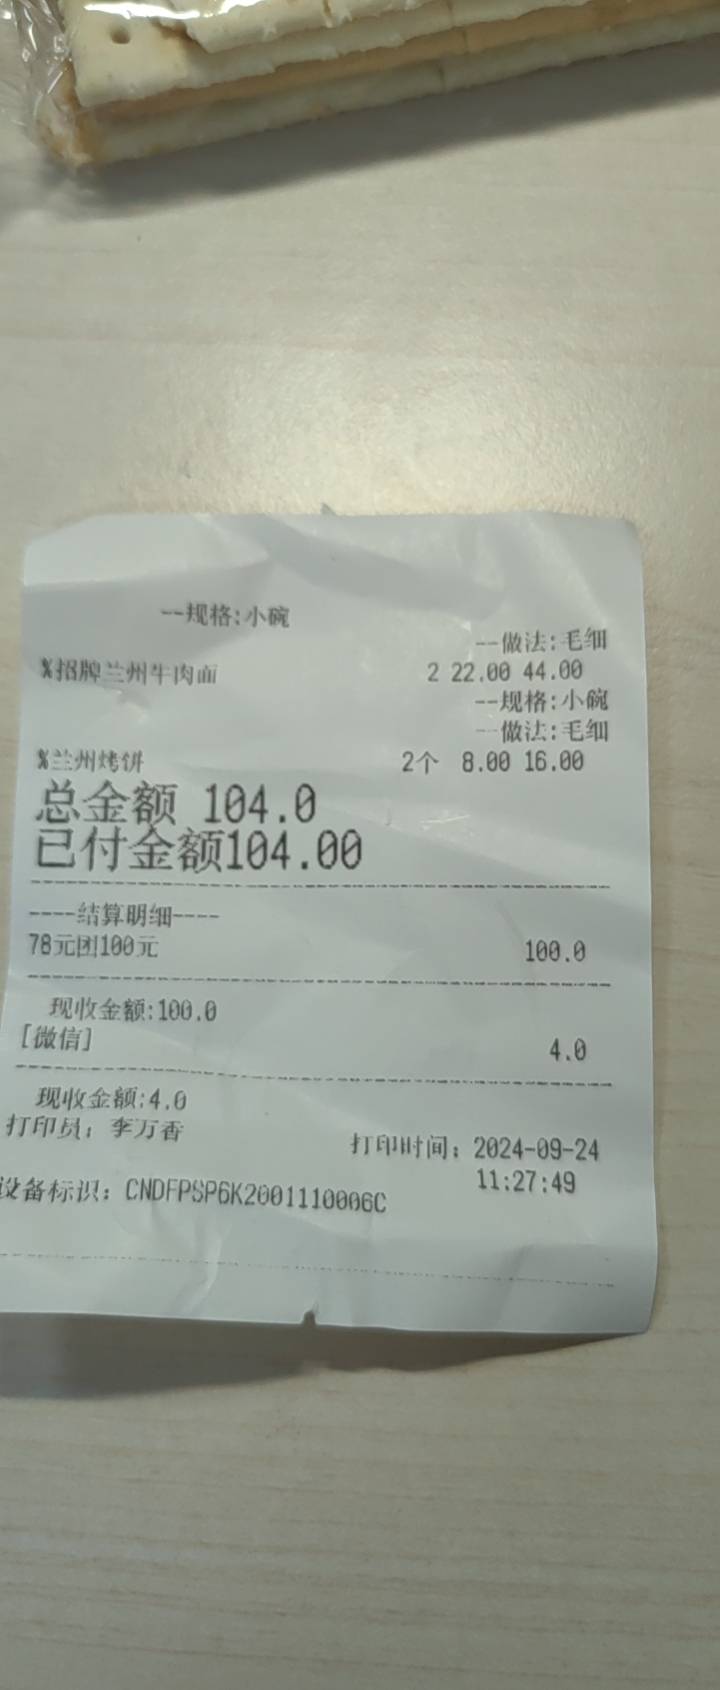 --规格:小碗
--做法:毛细
%招牌兰州牛肉面 2 22.00 44.00
--规格:小碗
--做法:毛细
%兰州烤饼 2个 8.00 16.00
总金额 104.0
已付金额104.00
----结算明细----
78元团100元 100.0
现收金额:100.0
[微信] 4.0
现收金额:4.0
打印员：李万香
打印时间：2024-09-24
11:27:49
设备标识：CNDFPSP6K2001110006C